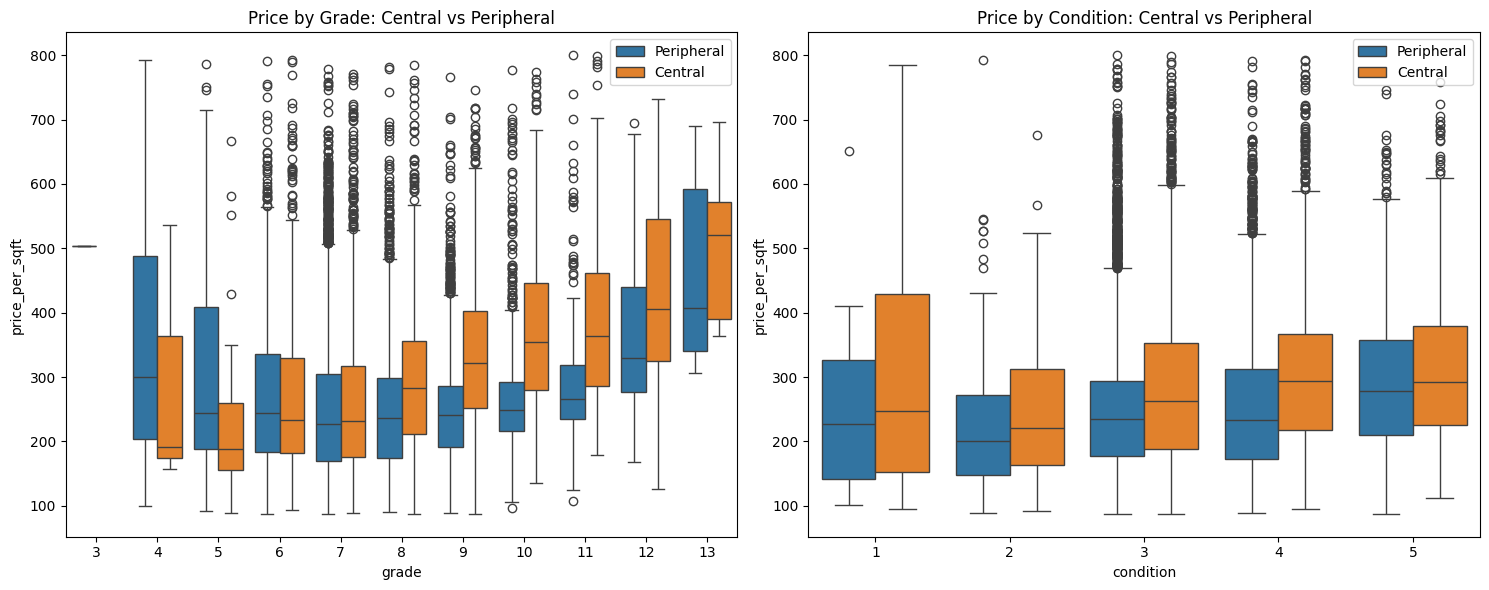 Price by Grade: Central vs Peripheral
800
700
600
500
400
300
200
100
price_per_sqft
3 4 5 6 7 8 9 10 11 12 13
grade
Peripheral
Central
Price by Condition: Central vs Peripheral
800
700
600
500
400
300
200
100
price_per_sqft
1 2 3 4 5
condition
Peripheral
Central